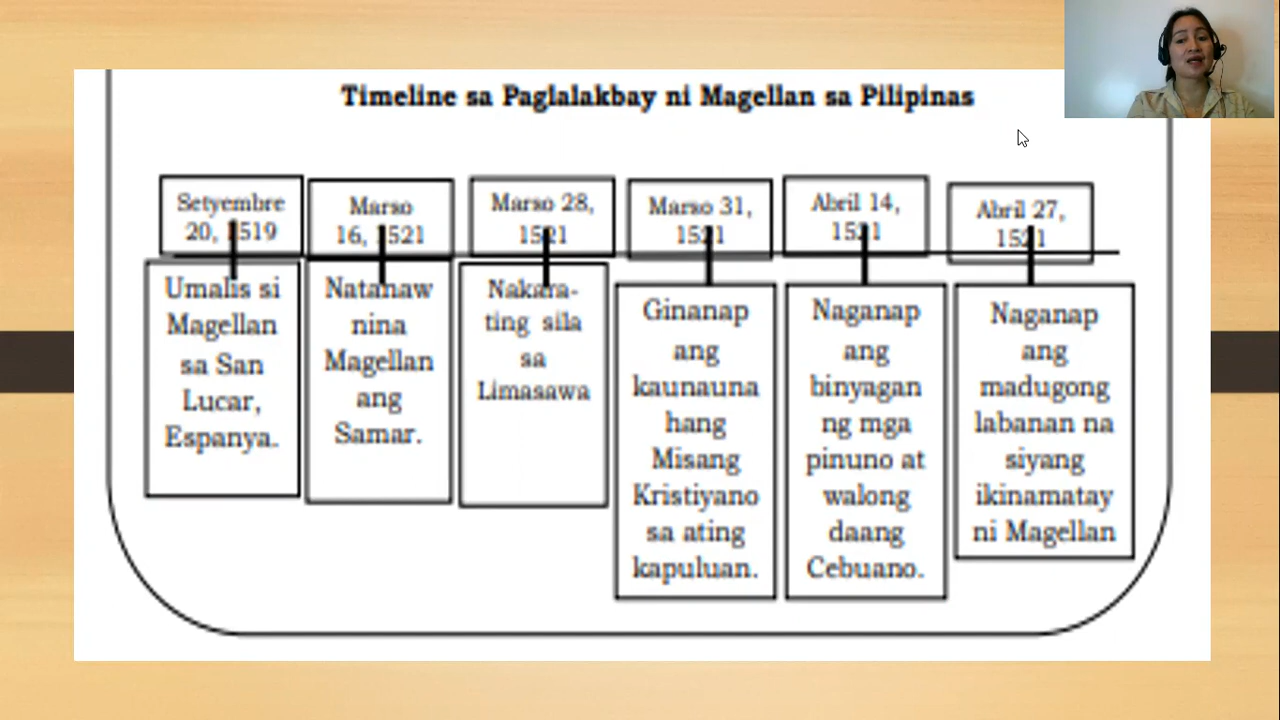 Timeline sa Paglalakbay ni Magellan sa Pilipinas
Setyembre
20, 1519
Umalis si
Magellan
sa San
Lucar,
Espanya.
Marso
16, 1521
Natanaw
nina
Magellan
ang
Samar.
Marso 28,
1521
Nakara-
ting sila
sa
Limasawa
Marso 31,
1521
Ginanap
ang
kaunauna
hang
Misang
Kristiyano
sa ating
kapuluan.
Abril 14,
1521
Naganap
ang
binyagan
ng mga
pinuno at
walong
daang
Cebuano.
Abril 27,
1521
Naganap
ang
madugong
labanan na
siyang
ikinamatay
ni Magellan